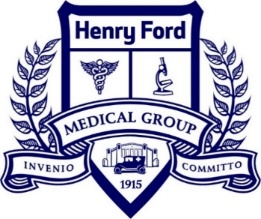 Henry Ford
MEDICAL GROUP
INVENIO COMMITTO
1915